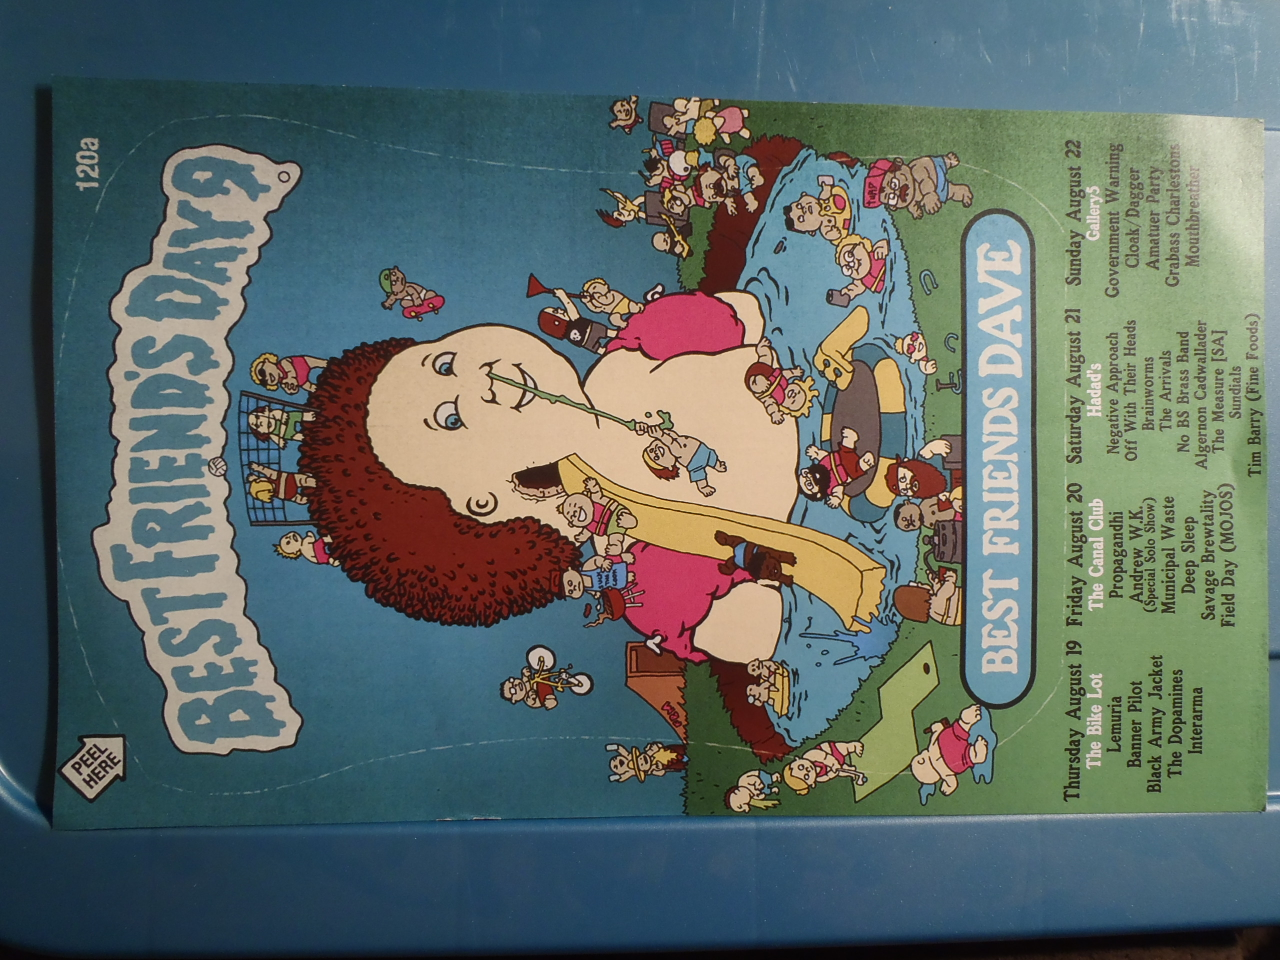 PEEL
HERE
120a
BEST FRIEND'S DAY 9
BEST FRIENDS DAVE
Thursday August 19
The Bike Lot
Lemuria
Banner Pilot
Black Army Jacket
The Dopamines
Interarma
Friday August 20
The Canal Club
Propagandhi
Andrew W.K.
(Special Solo Show)
Municipal Waste
Deep Sleep
Savage Brewtality
Field Day (MOJOS)
Saturday August 21
Hadad's
Negative Approach
Off With Their Heads
Brainworms
The Arrivals
No BS Brass Band
Algernon Cadwallader
The Measure [SA]
Sundials
Tim Barry (Fine Foods)
Sunday August 22
Gallery5
Government Warning
Cloak/Dagger
Amatuer Party
Grabass Charlestons
Mouthbreather